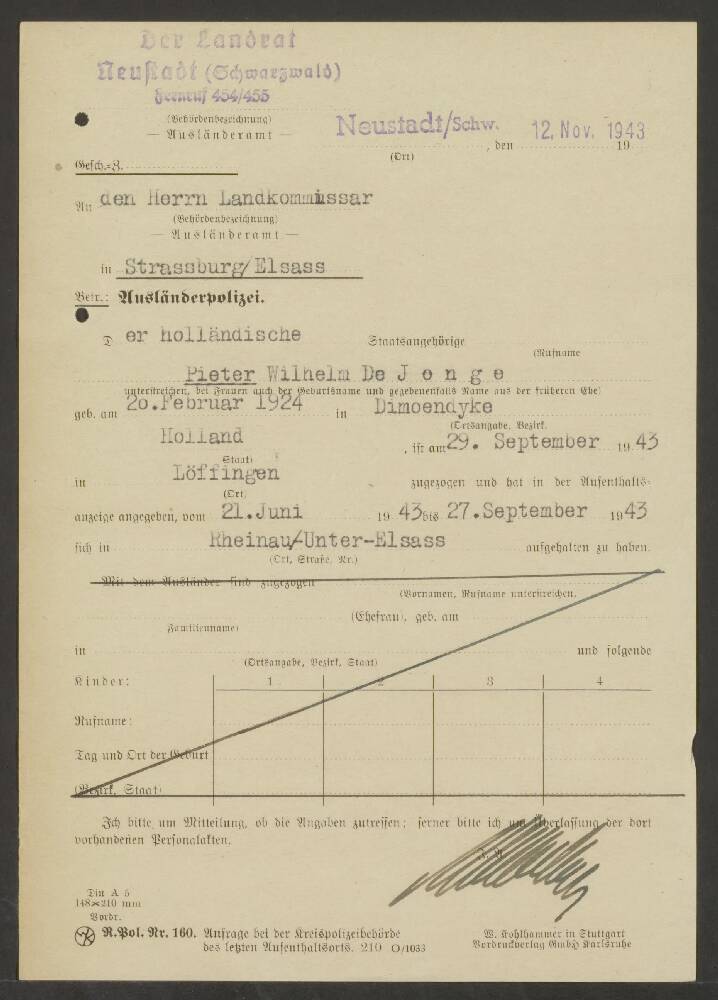 Der Landrat
Neustadt (Schwarzwald)
Fernruf 454/455
(Behördenbezeichnung)
— Ausländeramt —
Neustadt/Schw. , den 12. Nov. 1943 19
(Ort)
Gesch.-Z.
An den Herrn Landkommissar
(Behördenbezeichnung)
— Ausländeramt —
in Strassburg/Elsass
Betr.: Ausländerpolizei.
D er holländische Staatsangehörige
(Rufname
Pieter Wilhelm De J o n g e
unterstreichen, bei Frauen auch der Geburtsname und gegebenenfalls Name aus der früheren Ehe)
geb. am 20.Februar 1924 in Dimoendyke
(Ortsangabe, Bezirk,
Holland , ist am 29. September 19 43
Staat)
in Löffingen zugezogen und hat in der Aufenthalts-
(Ort)
anzeige angegeben, vom 21.Juni 19 43 bis 27.September 1943
sich in Rheinau/Unter-Elsass aufgehalten zu haben.
(Ort, Straße, Nr.)
Mit dem Ausländer sind zugezogen
(Vornamen, Rufname unterstreichen,
(Ehefrau), geb. am
Familienname)
in und folgende
(Ortsangabe, Bezirk, Staat)
Kinder: 1 2 3 4
Rufname:
Tag und Ort der Geburt
(Bezirk, Staat)
Ich bitte um Mitteilung, ob die Angaben zutreffen; ferner bitte ich um Überlassung der dort
vorhandenen Personalakten.
J. A.
Din A 5
148×210 mm
Vordr.
R.Pol. Nr. 160. Anfrage bei der Kreispolizeibehörde
des letzten Aufenthaltsorts. 210 O/1033
W. Kohlhammer in Stuttgart
Vordruckverlag GmbH Karlsruhe